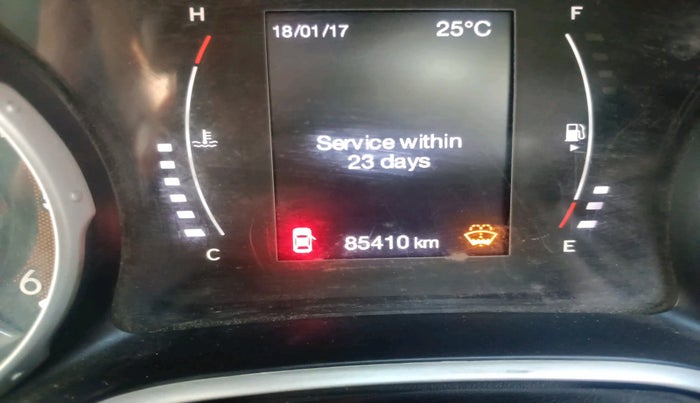 H
18/01/17 25°C
F
Service within
23 days
85410 km
C
E
6